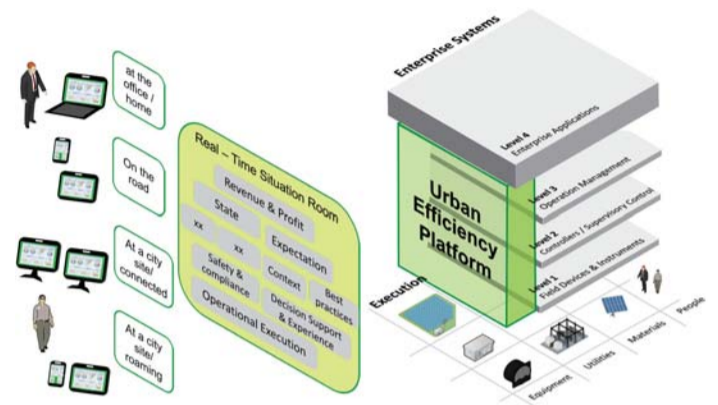 at the
office /
home
On the
road
At a city
site/
connected
At a city
site/
roaming
Real – Time Situation Room
Revenue & Profit
State
Expectation
xx
xx
Context
Safety &
compliance
Best
practices
Decision Support
& Experience
Operational Execution
Enterprise Systems
Level 4
Enterprise Applications
Level 3
Operation Management
Level 2
Controllers / Supervisory Control
Level 1
Field Devices & Instruments
Urban
Efficiency
Platform
Execution
Equipment
Utilities
Materials
People